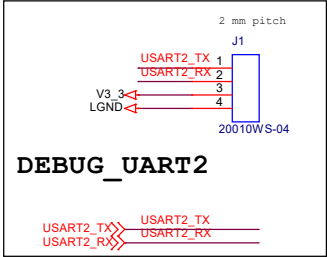 2 mm pitch
J1
USART2_TX 1
USART2_RX 2
V3_3 3
LGND 4
20010WS-04
DEBUG_UART2
USART2_TX USART2_TX
USART2_RX USART2_RX